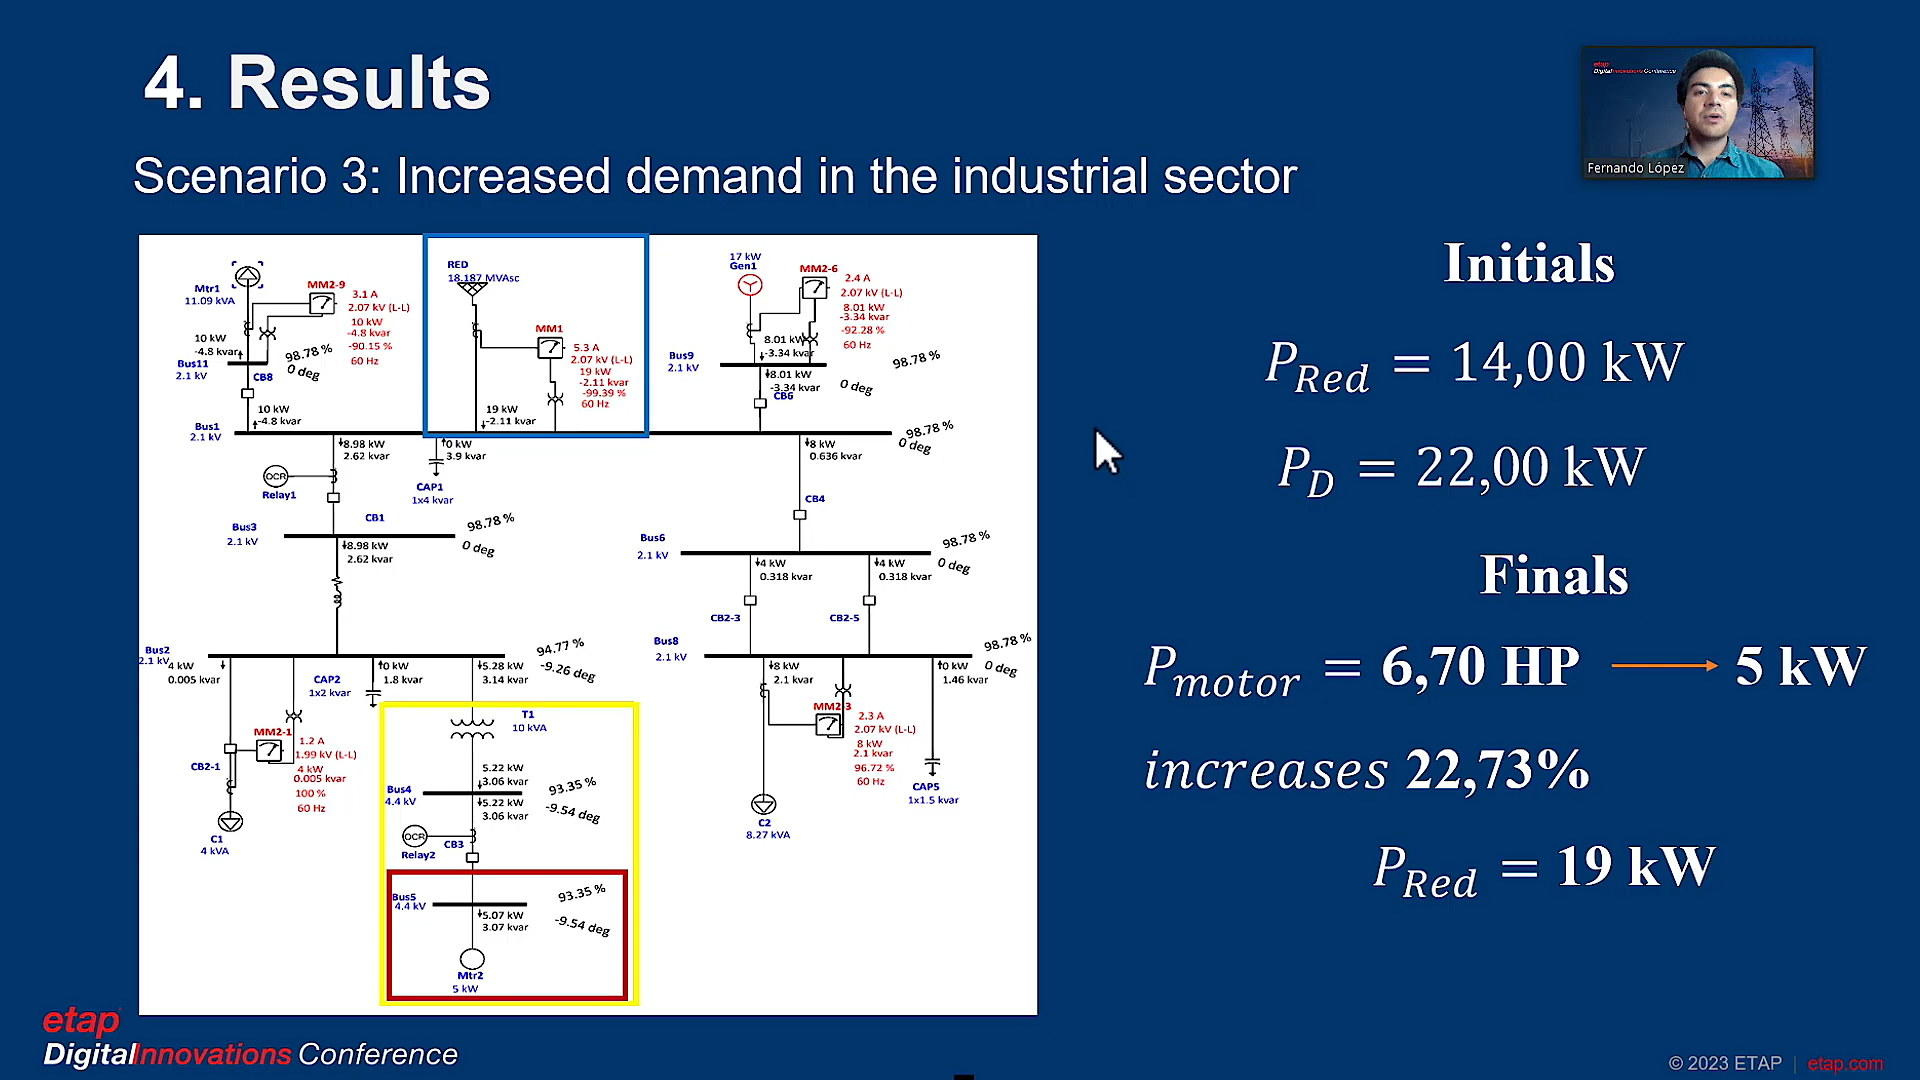 4. Results
Scenario 3: Increased demand in the industrial sector
etap
Digital Innovations Conference
Fernando López
Mtr1
11.09 kVA
MM2-9
3.1 A
2.07 kV (L-L)
10 kW
-4.8 kvar
-90.15 %
60 Hz
10 kW
-4.8 kvar
98.78 %
0 deg
Bus11
2.1 kV
CB8
10 kW
-4.8 kvar
Bus1
2.1 kV
RED
18.187 MVAsc
MM1
5.3 A
2.07 kV (L-L)
19 kW
-2.11 kvar
-99.39 %
60 Hz
19 kW
-2.11 kvar
17 kW
Gen1
MM2-6
2.4 A
2.07 kV (L-L)
8.01 kW
-3.34 kvar
-92.28 %
60 Hz
8.01 kW
-3.34 kvar
Bus9
2.1 kV
98.78 %
0 deg
8.01 kW
-3.34 kvar
CB6
98.78 %
0 deg
8.98 kW
2.62 kvar
0 kW
3.9 kvar
8 kW
0.636 kvar
OCR
Relay1
CAP1
1x4 kvar
CB4
CB1
98.78 %
0 deg
Bus3
2.1 kV
8.98 kW
2.62 kvar
Bus6
2.1 kV
98.78 %
0 deg
4 kW
0.318 kvar
4 kW
0.318 kvar
CB2-3
CB2-5
Bus2
2.1 kV
94.77 %
-9.26 deg
4 kW
0.005 kvar
0 kW
1.8 kvar
5.28 kW
3.14 kvar
CAP2
1x2 kvar
Bus8
2.1 kV
98.78 %
0 deg
8 kW
2.1 kvar
0 kW
1.46 kvar
T1
10 kVA
MM2-1
1.2 A
1.99 kV (L-L)
4 kW
0.005 kvar
100 %
60 Hz
CB2-1
C1
4 kVA
MM2-3
2.3 A
2.07 kV (L-L)
8 kW
2.1 kvar
96.72 %
60 Hz
CAP5
1x1.5 kvar
C2
8.27 kVA
5.22 kW
3.06 kvar
Bus4
4.4 kV
93.35 %
-9.54 deg
5.22 kW
3.06 kvar
OCR
Relay2
CB3
Bus5
4.4 kV
93.35 %
-9.54 deg
5.07 kW
3.07 kvar
Mtr2
5 kW
Initials
P_Red = 14,00 kW
P_D = 22,00 kW
Finals
P_motor = 6,70 HP → 5 kW
increases 22,73%
P_Red = 19 kW
etap
DigitalInnovations Conference
© 2023 ETAP | etap.com